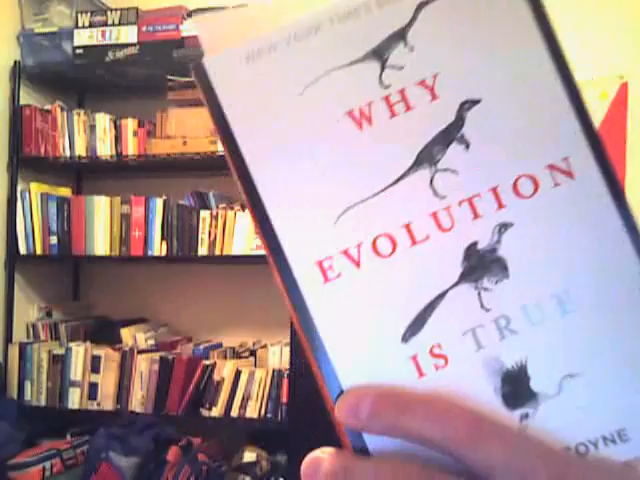 NEW YORK TIMES
WHY
EVOLUTION
IS TRUE
COYNE